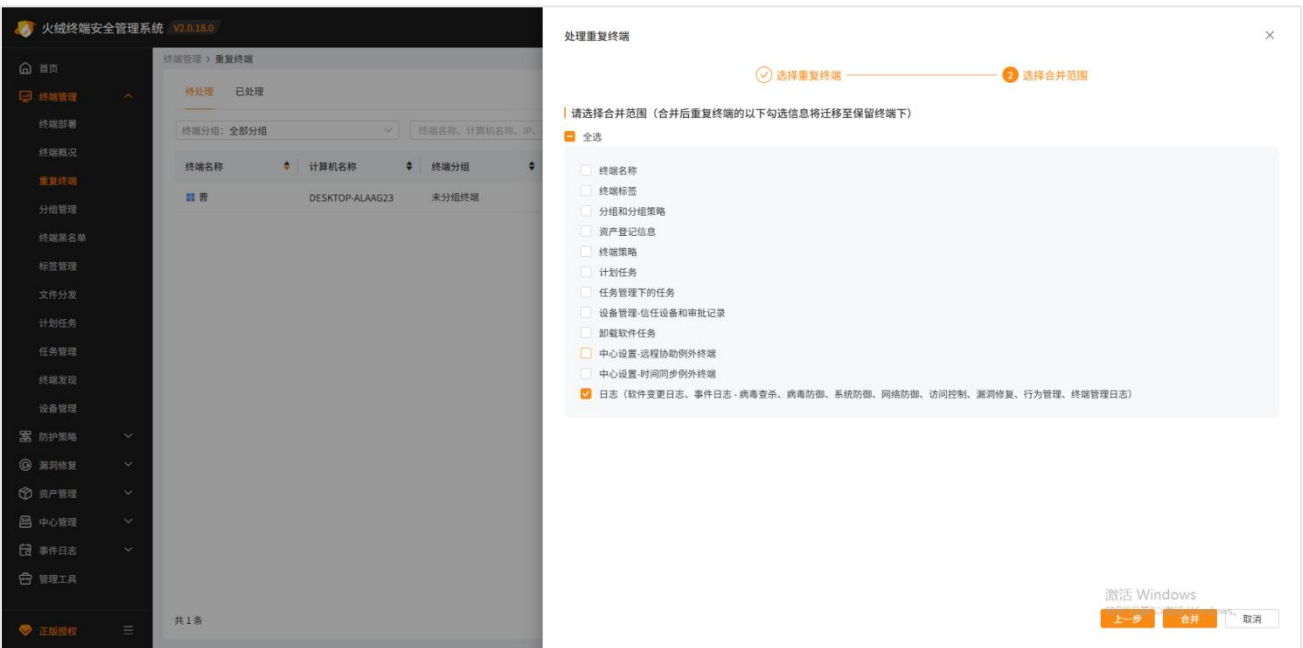 火绒终端安全管理系统 V2.0.18.0
首页
终端管理
终端部署
终端概况
重复终端
分组管理
终端黑名单
标签管理
文件分发
计划任务
任务管理
终端发现
设备管理
防护策略
漏洞修复
资产管理
中心管理
事件日志
管理工具
正版授权
终端管理 > 重复终端
待处理 已处理
终端分组: 全部分组 终端名称、计算机名称、IP、
终端名称 计算机名称 终端分组
曹 DESKTOP-ALAAG23 未分组终端
共 1 条
处理重复终端
选择重复终端 2 选择合并范围
请选择合并范围（合并后重复终端的以下勾选信息将迁移至保留终端下）
全选
终端名称
终端标签
分组和分组策略
资产登记信息
终端策略
计划任务
任务管理下的任务
设备管理-信任设备和审批记录
卸载软件任务
中心设置-远程协助例外终端
中心设置-时间同步例外终端
日志（软件变更日志、事件日志 - 病毒查杀、病毒防御、系统防御、网络防御、访问控制、漏洞修复、行为管理、终端管理日志）
激活 Windows
上一步 合并 取消